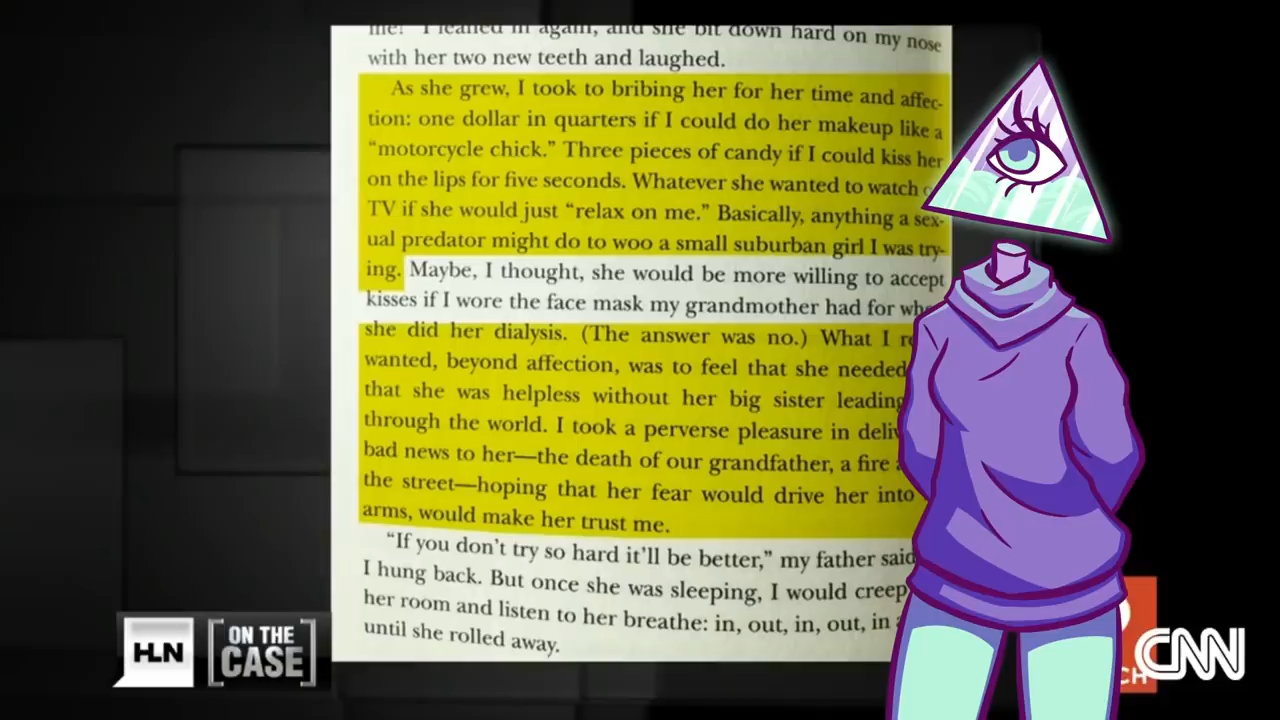 me." I leaned in again, and she bit down hard on my nose
with her two new teeth and laughed.
As she grew, I took to bribing her for her time and affec-
tion: one dollar in quarters if I could do her makeup like a
“motorcycle chick.” Three pieces of candy if I could kiss her
on the lips for five seconds. Whatever she wanted to watch
TV if she would just “relax on me.” Basically, anything a sex-
ual predator might do to woo a small suburban girl I was try-
ing. Maybe, I thought, she would be more willing to accept
kisses if I wore the face mask my grandmother had for
she did her dialysis. (The answer was no.) What I
wanted, beyond affection, was to feel that she needed
that she was helpless without her big sister leading
through the world. I took a perverse pleasure in
bad news to her—the death of our grandfather, a fire
the street—hoping that her fear would drive her into
arms, would make her trust me.
“If you don’t try so hard it’ll be better,” my father said
I hung back. But once she was sleeping, I would creep
her room and listen to her breathe: in, out, in, out, in
until she rolled away.
HLN
ON THE
CASE
CNN